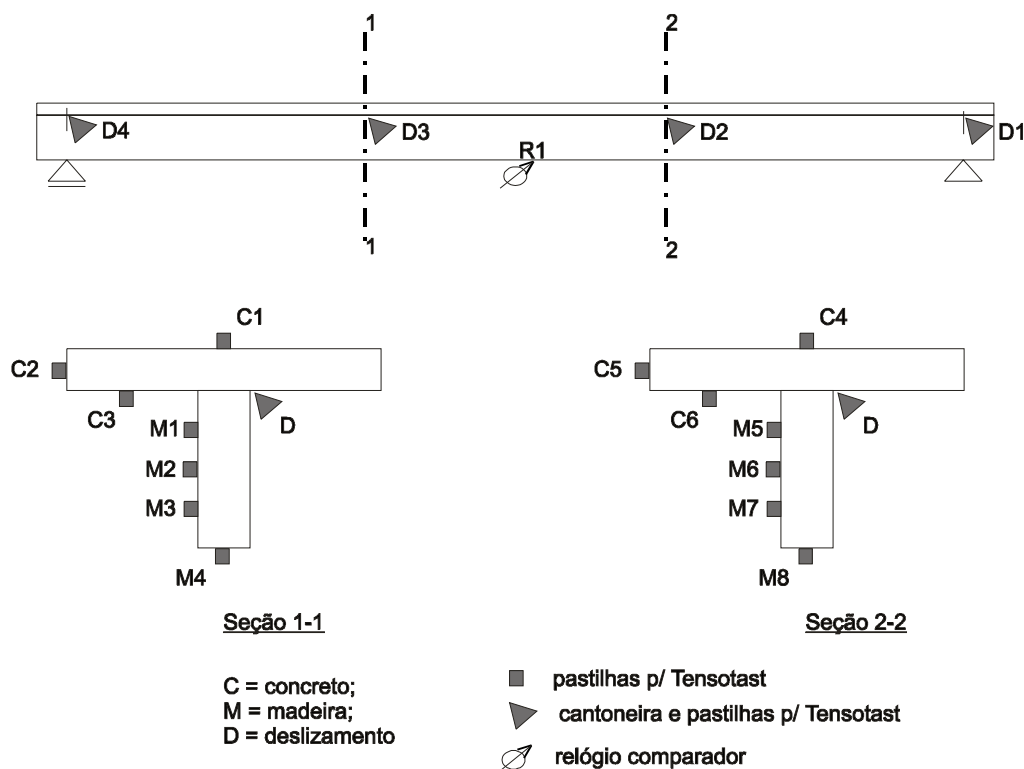 1
2
D4
D3
D2
D1
R1
1
2
C1
C4
C2
C5
C3
D
C6
D
M1
M5
M2
M6
M3
M7
M4
M8
Seção 1-1
Seção 2-2
C = concreto;
M = madeira;
D = deslizamento
pastilhas p/ Tensotast
cantoneira e pastilhas p/ Tensotast
relógio comparador